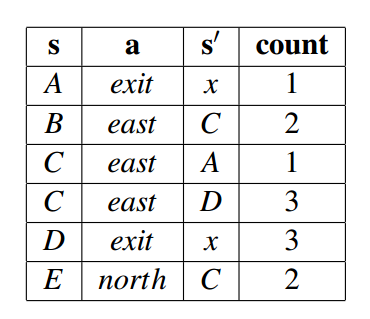 s a s′ count
A exit x 1
B east C 2
C east A 1
C east D 3
D exit x 3
E north C 2